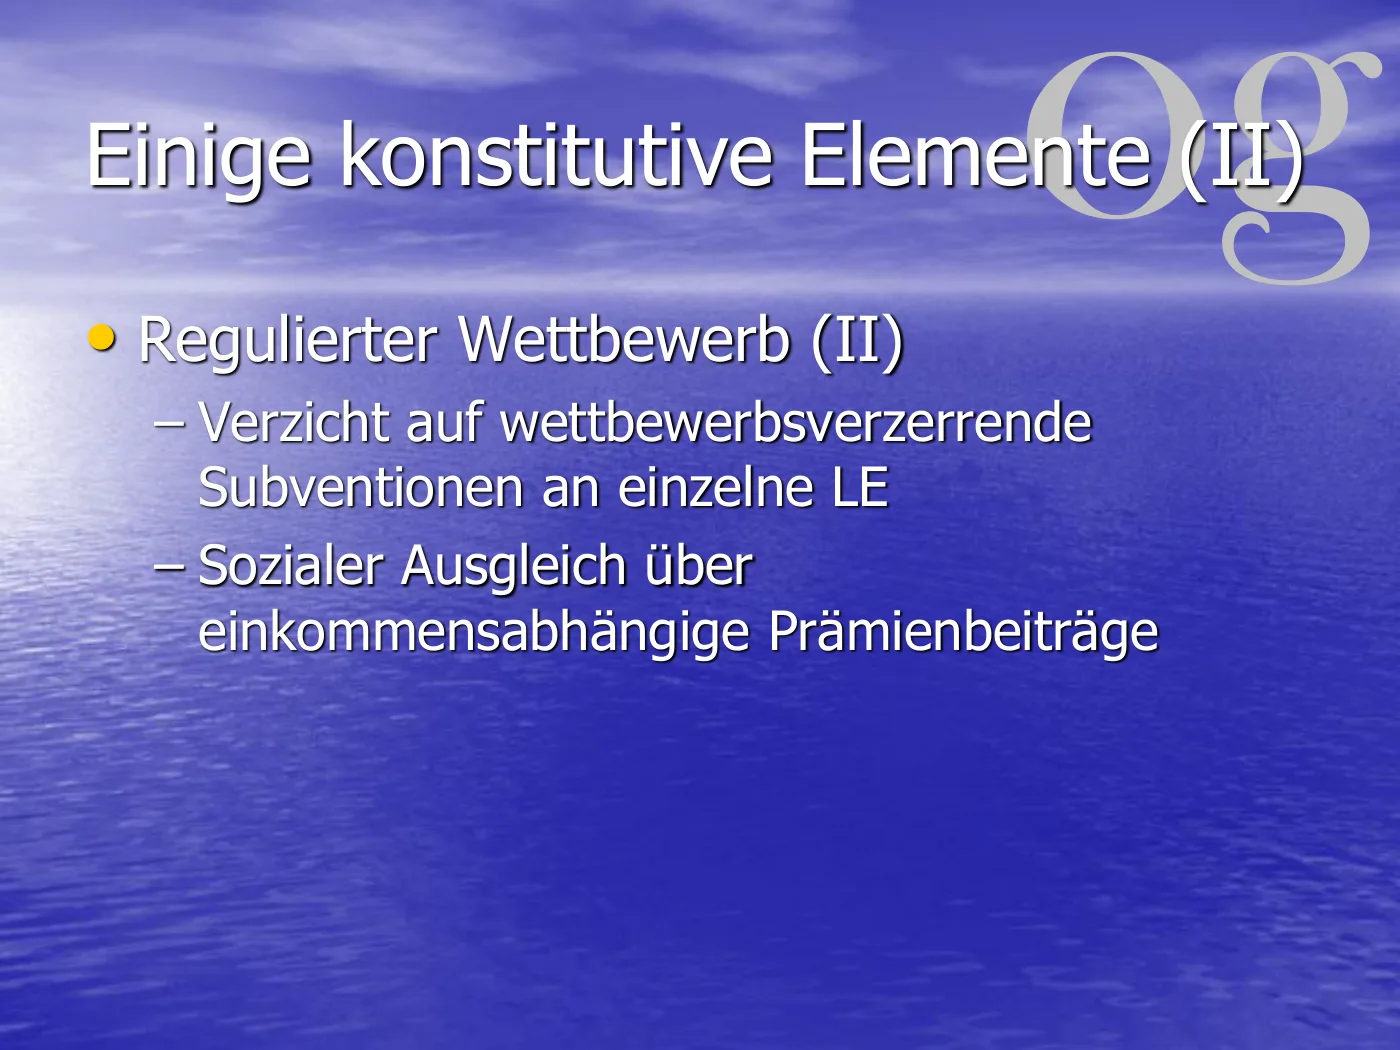 og
Einige konstitutive Elemente (II)
• Regulierter Wettbewerb (II)
– Verzicht auf wettbewerbsverzerrende
Subventionen an einzelne LE
– Sozialer Ausgleich über
einkommensabhängige Prämienbeiträge